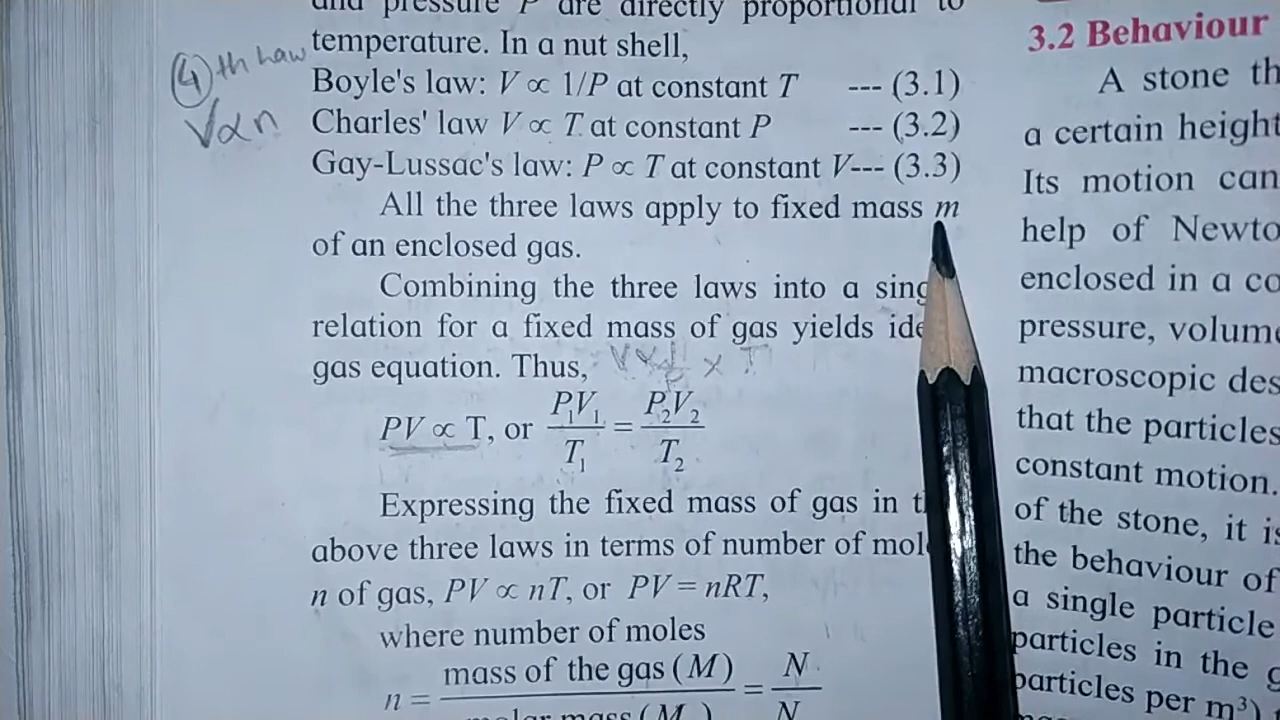 and pressure P are directly proportional to
temperature. In a nut shell,
Boyle's law: V ∝ 1/P at constant T --- (3.1)
Charles' law V ∝ T at constant P --- (3.2)
Gay-Lussac's law: P ∝ T at constant V--- (3.3)
All the three laws apply to fixed mass m
of an enclosed gas.
Combining the three laws into a sing
relation for a fixed mass of gas yields ide
gas equation. Thus,
PV ∝ T, or P₁V₁/T₁ = P₂V₂/T₂
Expressing the fixed mass of gas in t
above three laws in terms of number of mol
n of gas, PV ∝ nT, or PV = nRT,
where number of moles
n = mass of the gas (M)/molar mass (M) = N/N
④th Law
V∝n
3.2 Behaviour
A stone th
a certain height
Its motion can
help of Newto
enclosed in a co
pressure, volume
macroscopic des
that the particles
constant motion.
of the stone, it is
the behaviour of
a single particle
particles in the g
particles per m³)